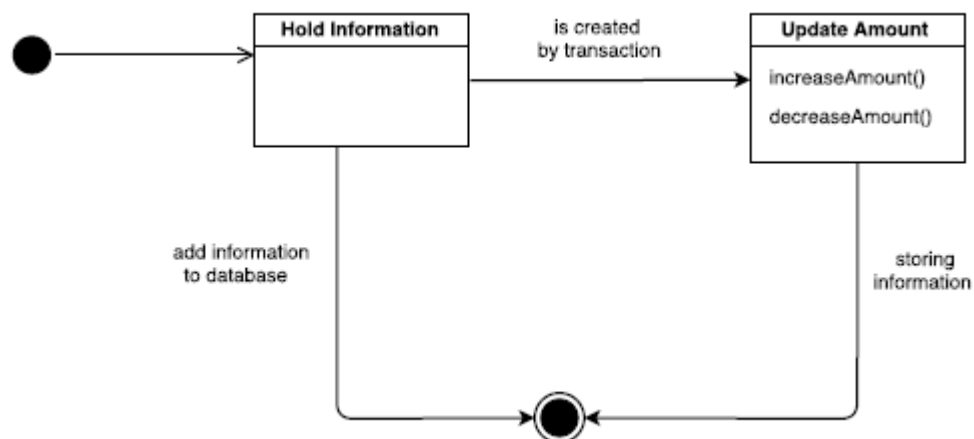 Hold Information
is created
by transaction
Update Amount
increaseAmount()
decreaseAmount()
add information
to database
storing
information